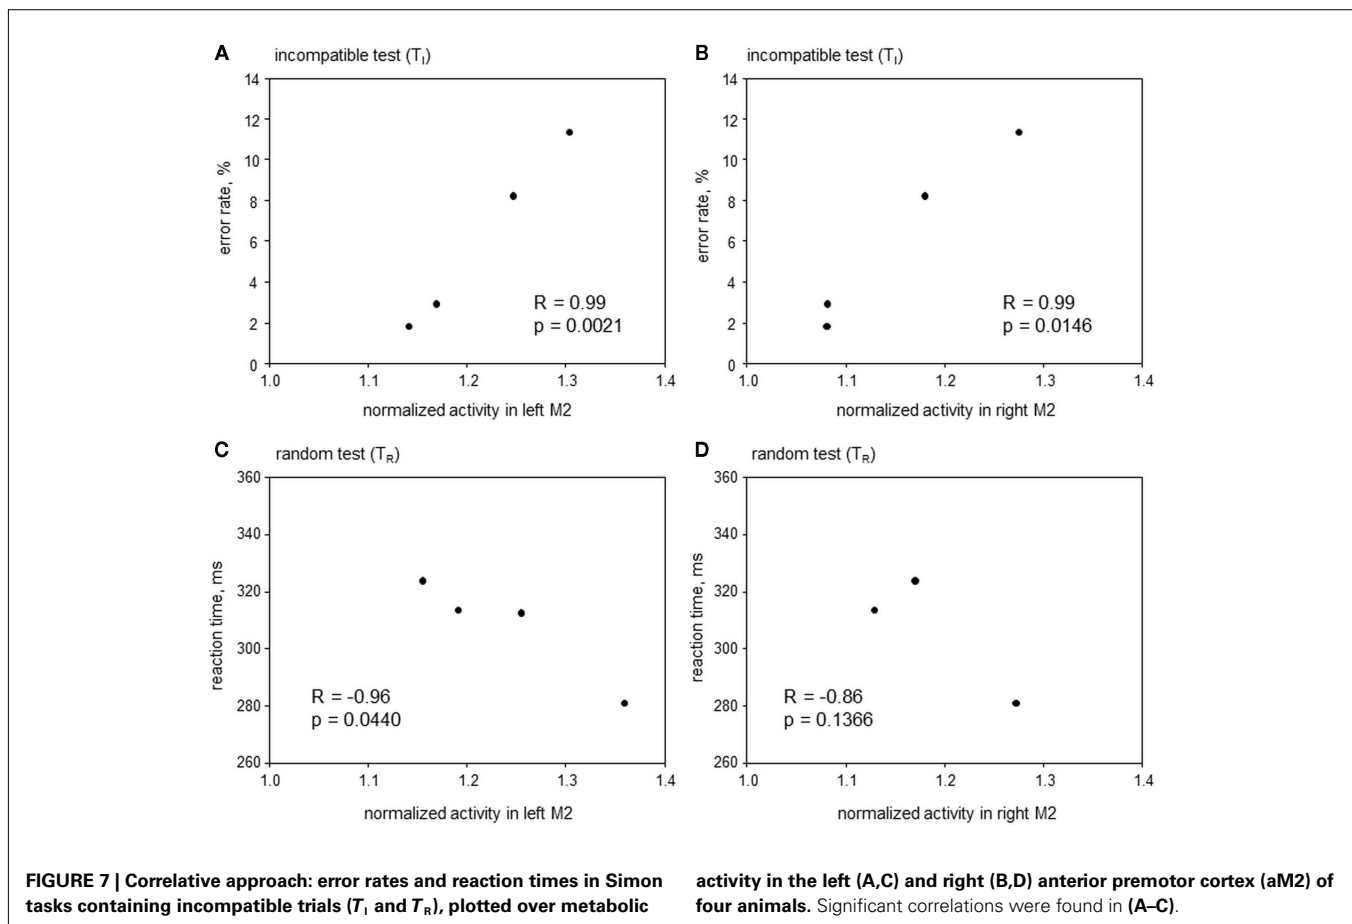 A incompatible test (T_I)
14
12
10
8
6
4
2
0
error rate, %
R = 0.99
p = 0.0021
1.0 1.1 1.2 1.3 1.4
normalized activity in left M2
B incompatible test (T_I)
14
12
10
8
6
4
2
0
error rate, %
R = 0.99
p = 0.0146
1.0 1.1 1.2 1.3 1.4
normalized activity in right M2
C random test (T_R)
360
340
320
300
280
260
reaction time, ms
R = -0.96
p = 0.0440
1.0 1.1 1.2 1.3 1.4
normalized activity in left M2
D random test (T_R)
360
340
320
300
280
260
reaction time, ms
R = -0.86
p = 0.1366
1.0 1.1 1.2 1.3 1.4
normalized activity in right M2
FIGURE 7 | Correlative approach: error rates and reaction times in Simon
tasks containing incompatible trials (T_I and T_R), plotted over metabolic
activity in the left (A,C) and right (B,D) anterior premotor cortex (aM2) of
four animals. Significant correlations were found in (A–C).